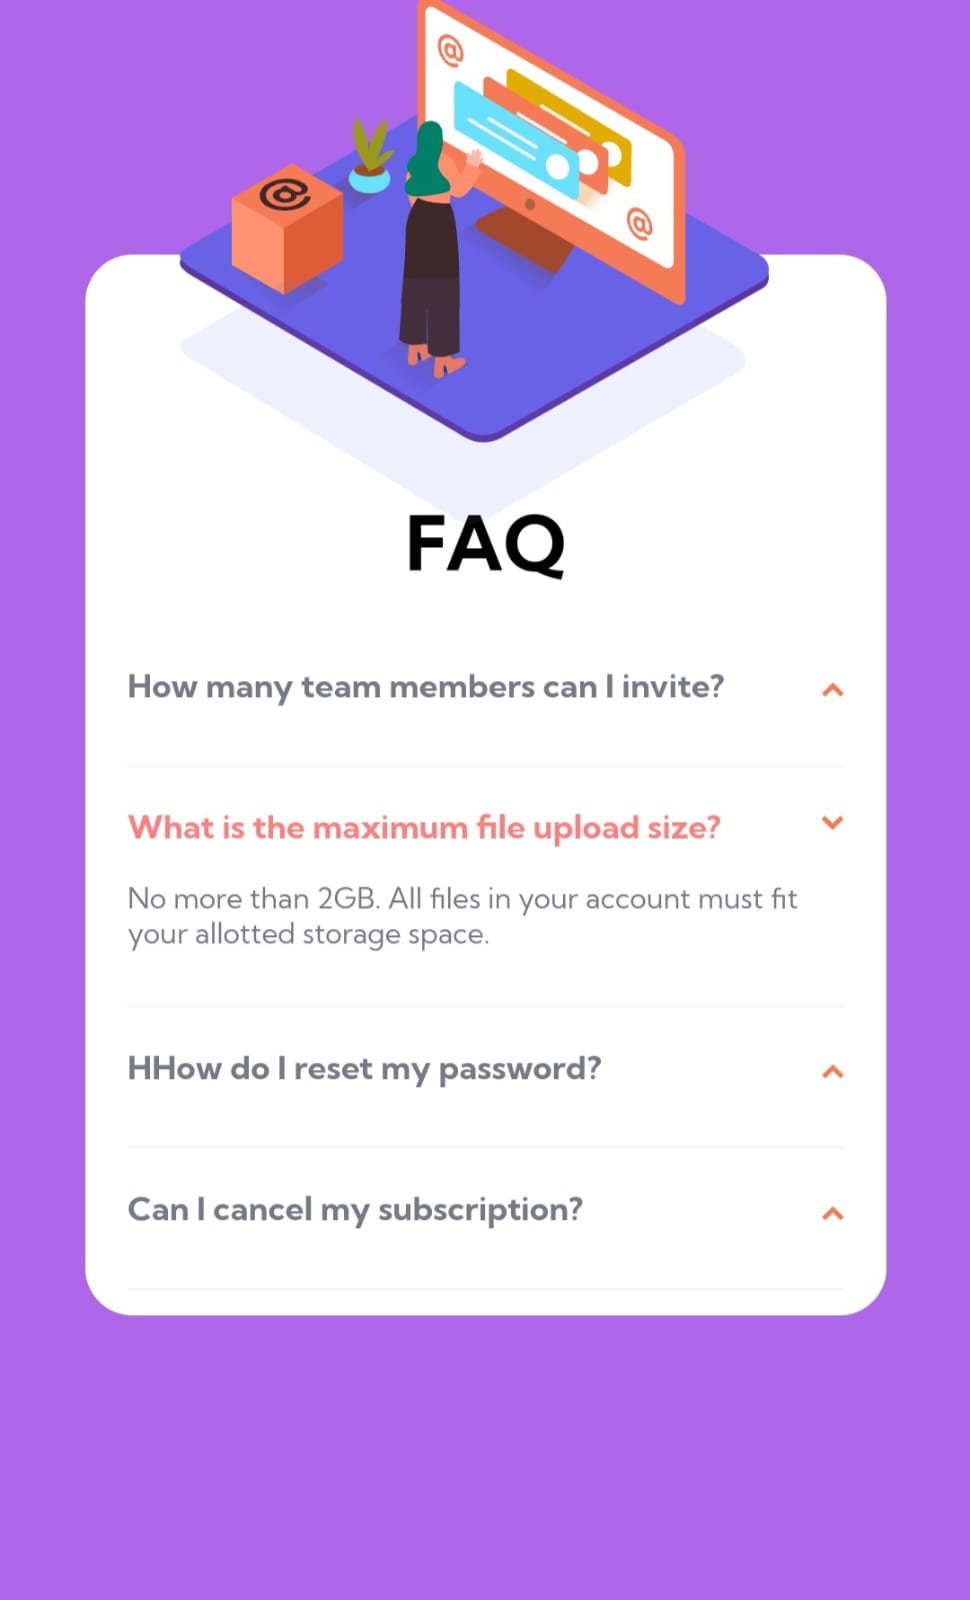 @
@
@
FAQ
How many team members can I invite?
What is the maximum file upload size?
No more than 2GB. All files in your account must fit
your allotted storage space.
HHow do I reset my password?
Can I cancel my subscription?